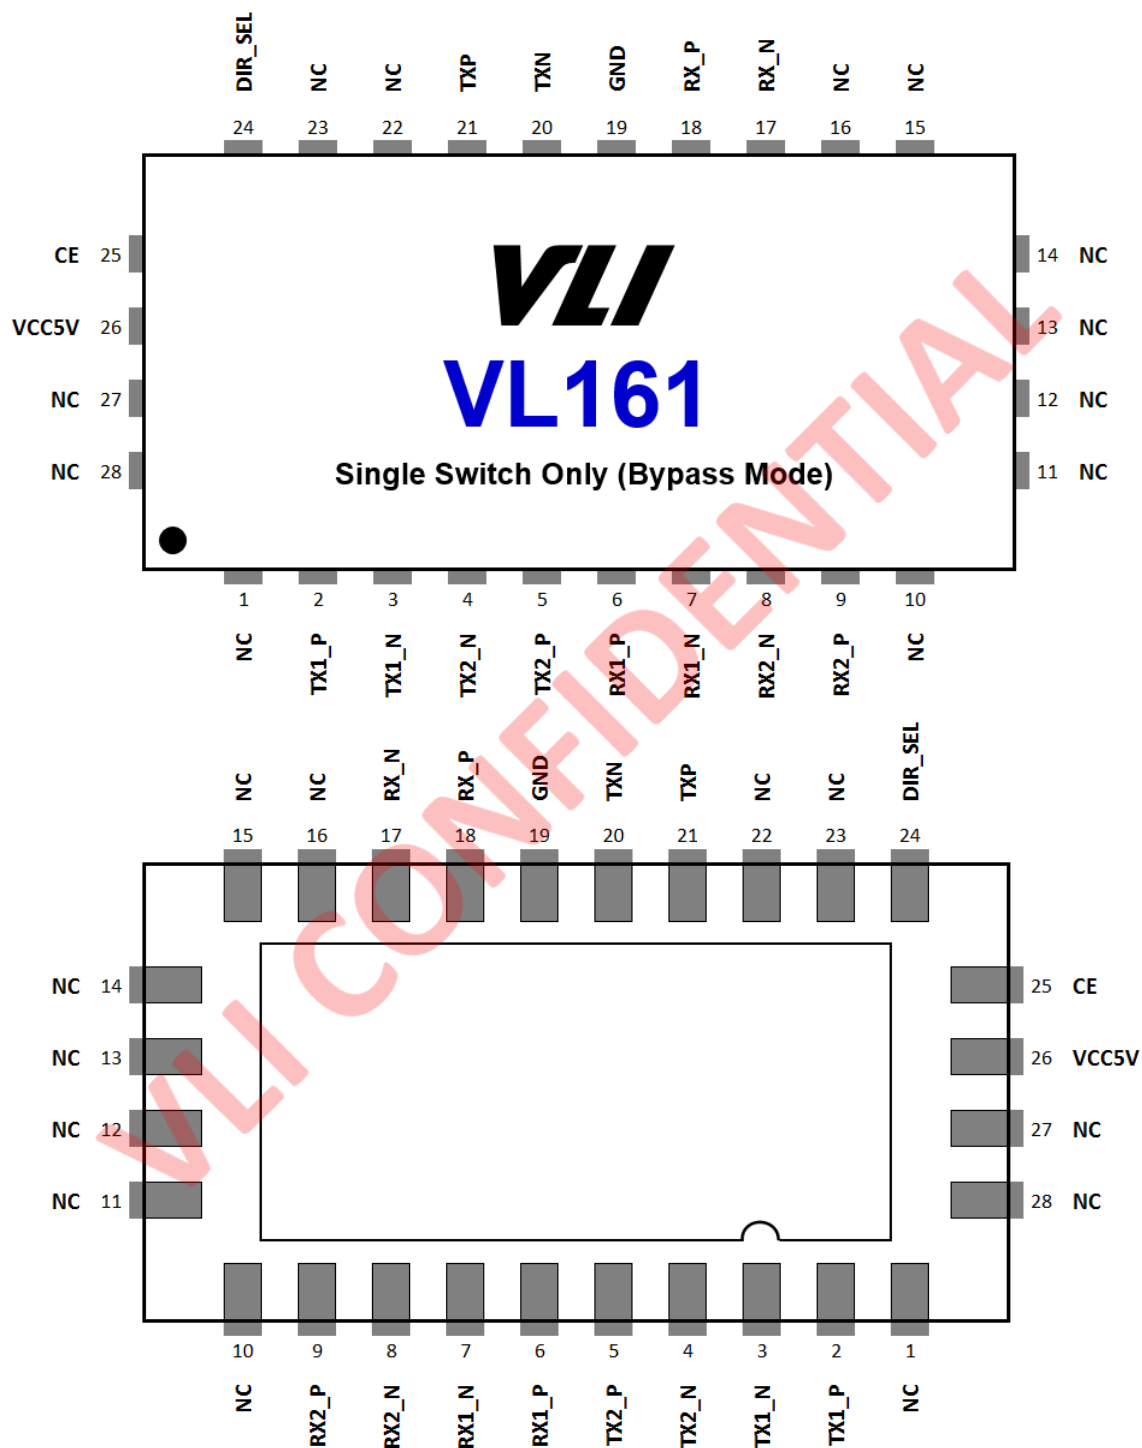 DIR_SEL NC NC TXP TXN GND RX_P RX_N NC NC
24 23 22 21 20 19 18 17 16 15
CE 25
VCC5V 26
NC 27
NC 28
14 NC
13 NC
12 NC
11 NC
VLI
VL161
Single Switch Only (Bypass Mode)
1 2 3 4 5 6 7 8 9 10
NC TX1_P TX1_N TX2_N TX2_P RX1_P RX1_N RX2_N RX2_P NC
NC NC RX_N RX_P GND TXN TXP NC NC DIR_SEL
15 16 17 18 19 20 21 22 23 24
NC 14
NC 13
NC 12
NC 11
25 CE
26 VCC5V
27 NC
28 NC
10 9 8 7 6 5 4 3 2 1
NC RX2_P RX2_N RX1_N RX1_P TX2_P TX2_N TX1_N TX1_P NC
VLI CONFIDENTIAL